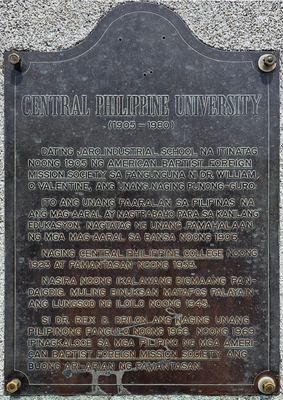 CENTRAL PHILIPPINE UNIVERSITY
(1905 – 1980)
DATING JARO INDUSTRIAL SCHOOL NA ITINATAG
NOONG 1905 NG AMERICAN BAPTIST FOREIGN
MISSION SOCIETY SA PANGUNGUNA NI DR. WILLIAM
O. VALENTINE, ANG UNANG NAGING PUNONG-GURO.
ITO ANG UNANG PAARALAN SA PILIPINAS NA
ANG MAG-AARAL AY NAGTRABAHO PARA SA KANILANG
EDUKASYON. NAGTATAG NG UNANG PAMAHALAAN
NG MGA MAG-AARAL SA BANSA NOONG 1906.
NAGING CENTRAL PHILIPPINE COLLEGE NOONG
1923 AT PAMANTASAN NOONG 1953.
NASIRA NOONG IKALAWANG DIGMAANG PAN-
DAIGDIG. MULING BINUKSAN MATAPOS PALAYAIN
ANG LUNGSOD NG ILOILO NOONG 1945.
SI DR. REX D. DRILON ANG NAGING UNANG
PILIPINONG PANGULO NOONG 1966. NOONG 1969
IPINAGKALOOB SA MGA PILIPINO NG MGA AMERI-
CAN BAPTIST FOREIGN MISSION SOCIETY ANG
BUONG ARI-ARIAN NG PAMANTASAN.